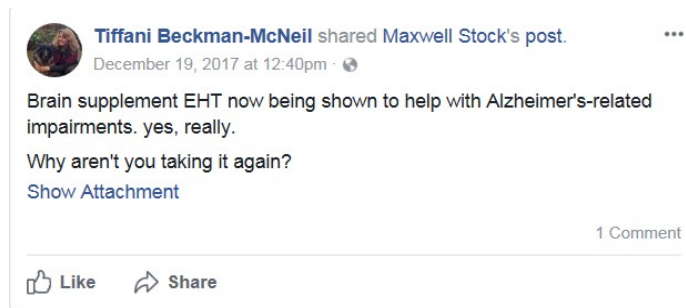 Tiffani Beckman-McNeil shared Maxwell Stock's post.
December 19, 2017 at 12:40pm ·
Brain supplement EHT now being shown to help with Alzheimer's-related
impairments. yes, really.
Why aren't you taking it again?
Show Attachment
1 Comment
Like Share